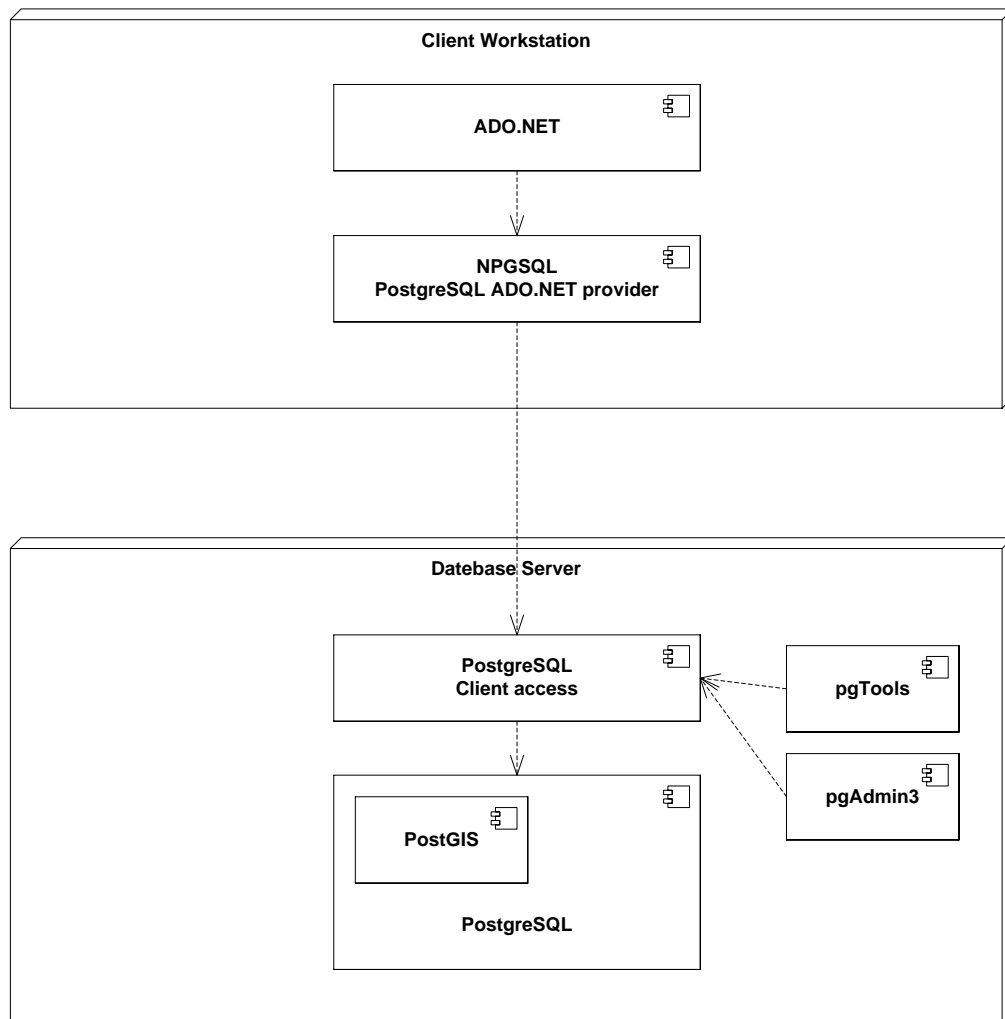 Client Workstation
ADO.NET
NPGSQL
PostgreSQL ADO.NET provider
Datebase Server
PostgreSQL
Client access
pgTools
pgAdmin3
PostGIS
PostgreSQL